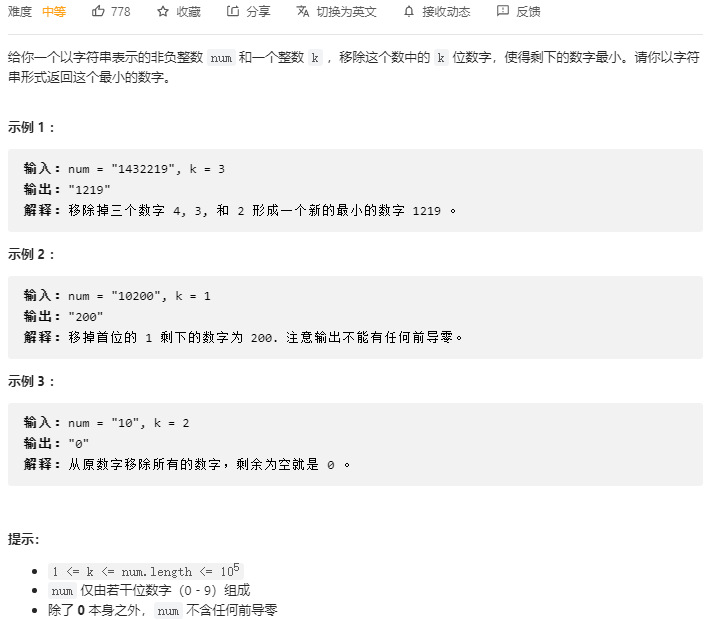 难度 中等 778 收藏 分享 切换为英文 接收动态 反馈
给你一个以字符串表示的非负整数 num 和一个整数 k ，移除这个数中的 k 位数字，使得剩下的数字最小。请你以字符
串形式返回这个最小的数字。
示例 1 ：
输入：num = "1432219", k = 3
输出："1219"
解释：移除掉三个数字 4, 3, 和 2 形成一个新的最小的数字 1219 。
示例 2 ：
输入：num = "10200", k = 1
输出："200"
解释：移掉首位的 1 剩下的数字为 200. 注意输出不能有任何前导零。
示例 3 ：
输入：num = "10", k = 2
输出："0"
解释：从原数字移除所有的数字，剩余为空就是 0 。
提示：
1 <= k <= num.length <= 10⁵
num 仅由若干位数字（0 - 9）组成
除了 0 本身之外，num 不含任何前导零